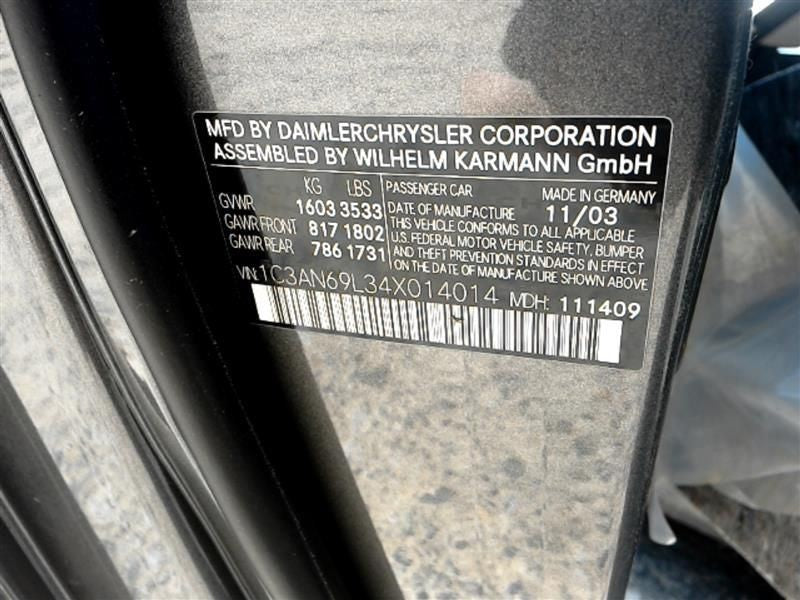 MFD BY DAIMLERCHRYSLER CORPORATION
ASSEMBLED BY WILHELM KARMANN GmbH
KG LBS
GVWR 1603 3533
GAWR FRONT 817 1802
GAWR REAR 786 1731
PASSENGER CAR MADE IN GERMANY
DATE OF MANUFACTURE 11/03
THIS VEHICLE CONFORMS TO ALL APPLICABLE
U.S. FEDERAL MOTOR VEHICLE SAFETY, BUMPER
AND THEFT PREVENTION STANDARDS IN EFFECT
ON THE DATE OF MANUFACTURE SHOWN ABOVE
VIN: 1C3AN69L34X014014 MDH: 111409